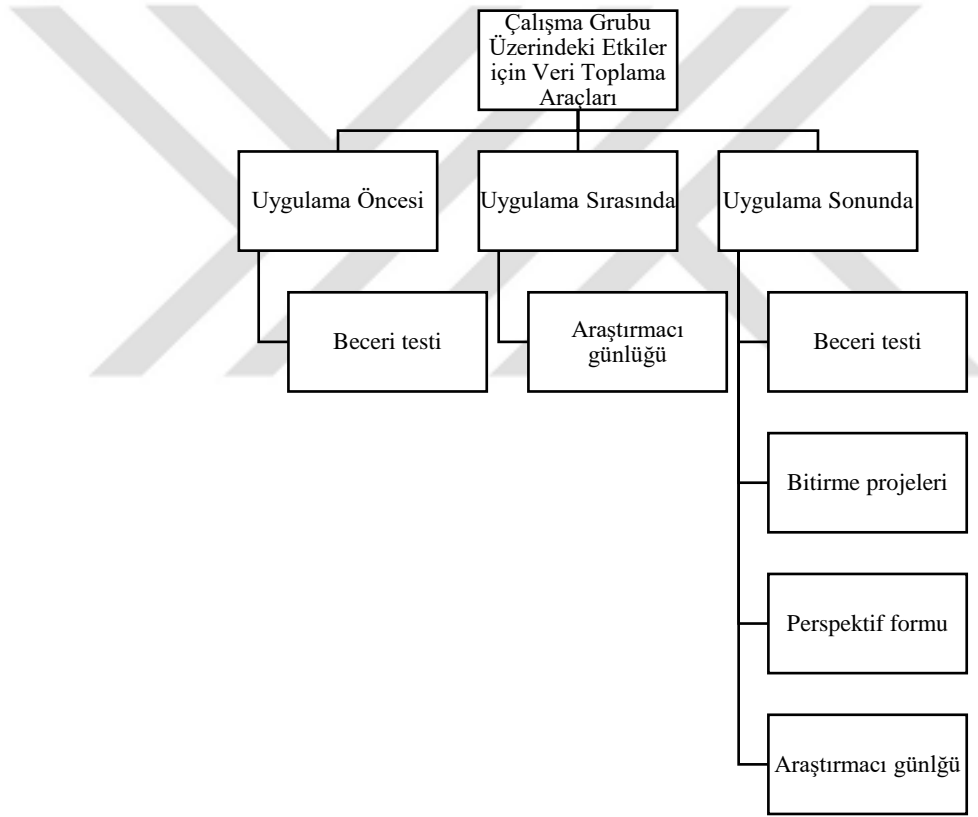 Çalışma Grubu
Üzerindeki Etkiler
için Veri Toplama
Araçları
Uygulama Öncesi
Uygulama Sırasında
Uygulama Sonunda
Beceri testi
Araştırmacı
günlüğü
Beceri testi
Bitirme projeleri
Perspektif formu
Araştırmacı günlğü